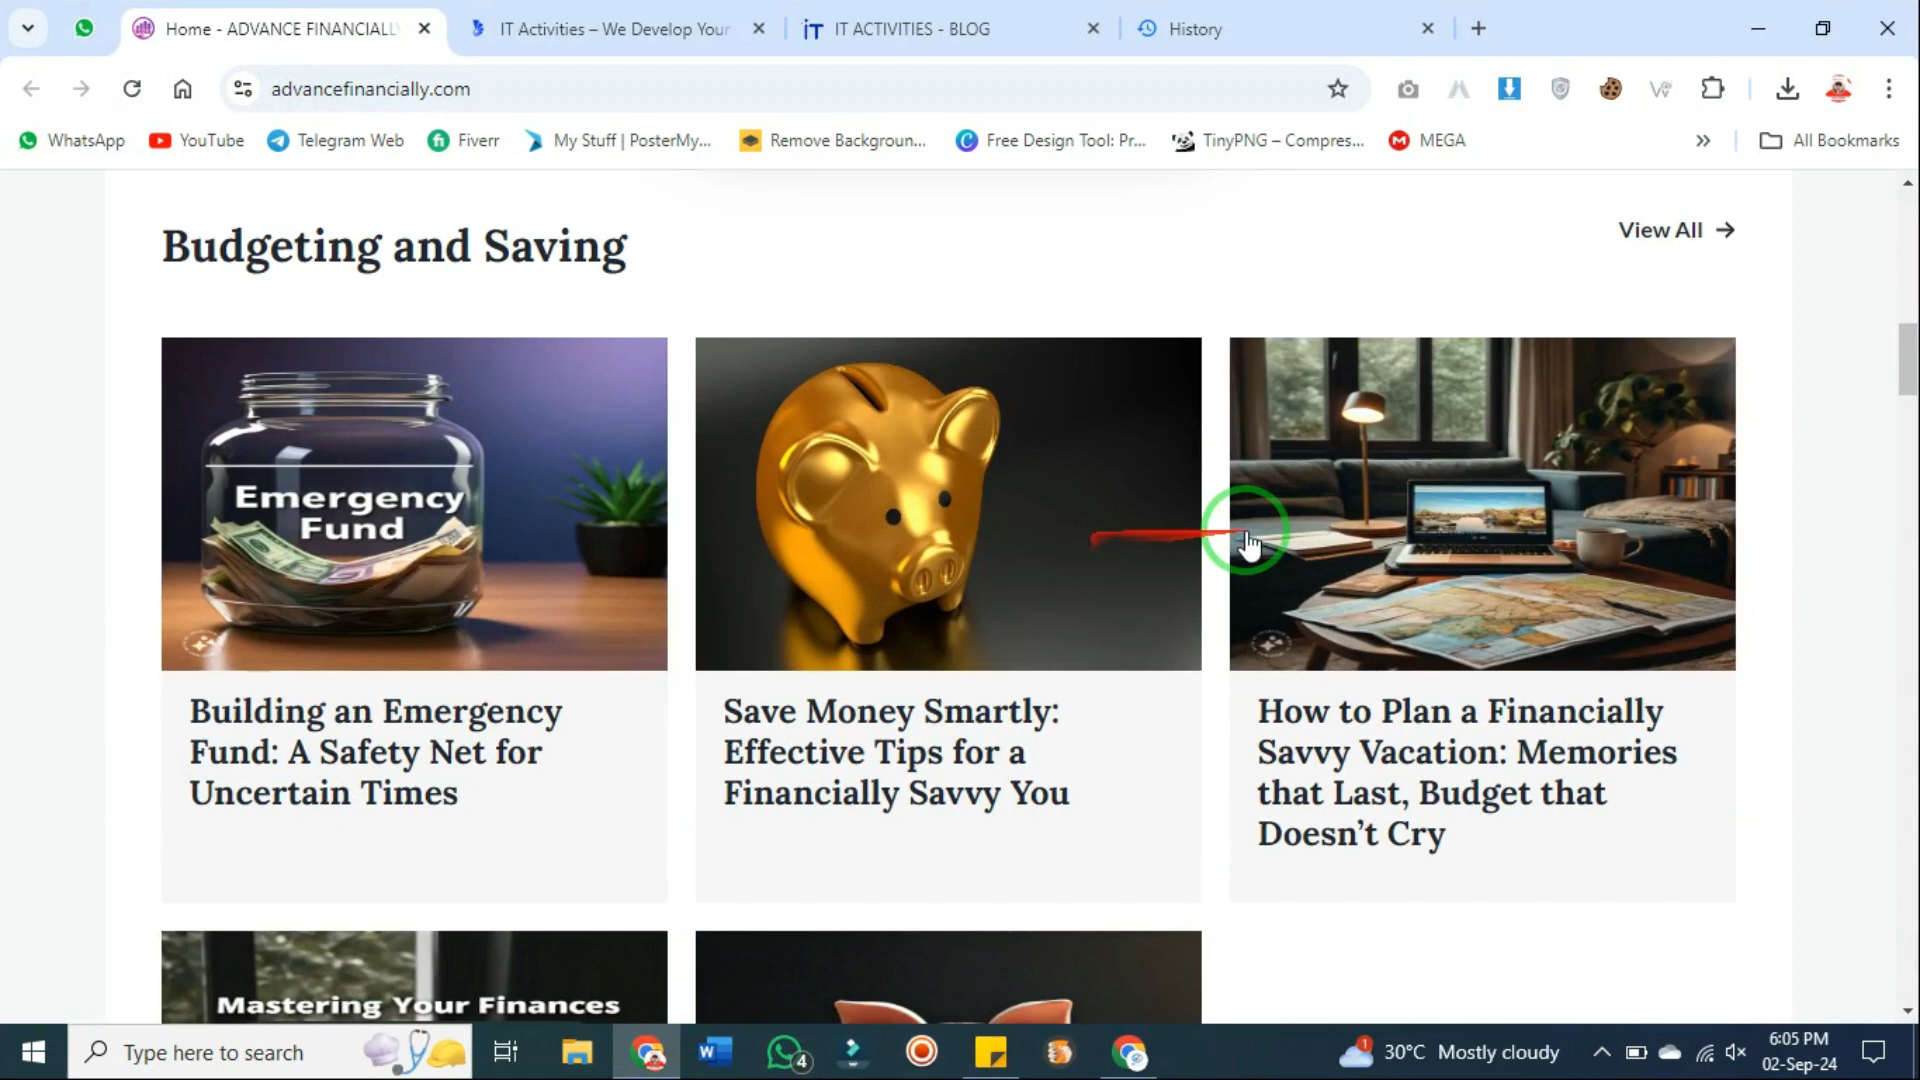 Home - ADVANCE FINANCIALL
IT Activities – We Develop Your
IT ACTIVITIES - BLOG
History
advancefinancially.com
WhatsApp
YouTube
Telegram Web
Fiverr
My Stuff | PosterMy...
Remove Backgroun...
Free Design Tool: Pr...
TinyPNG – Compres...
MEGA
All Bookmarks
Budgeting and Saving
View All
Emergency
Fund
Building an Emergency
Fund: A Safety Net for
Uncertain Times
Save Money Smartly:
Effective Tips for a
Financially Savvy You
How to Plan a Financially
Savvy Vacation: Memories
that Last, Budget that
Doesn't Cry
Mastering Your Finances
Type here to search
4
1
30°C Mostly cloudy
6:05 PM
02-Sep-24